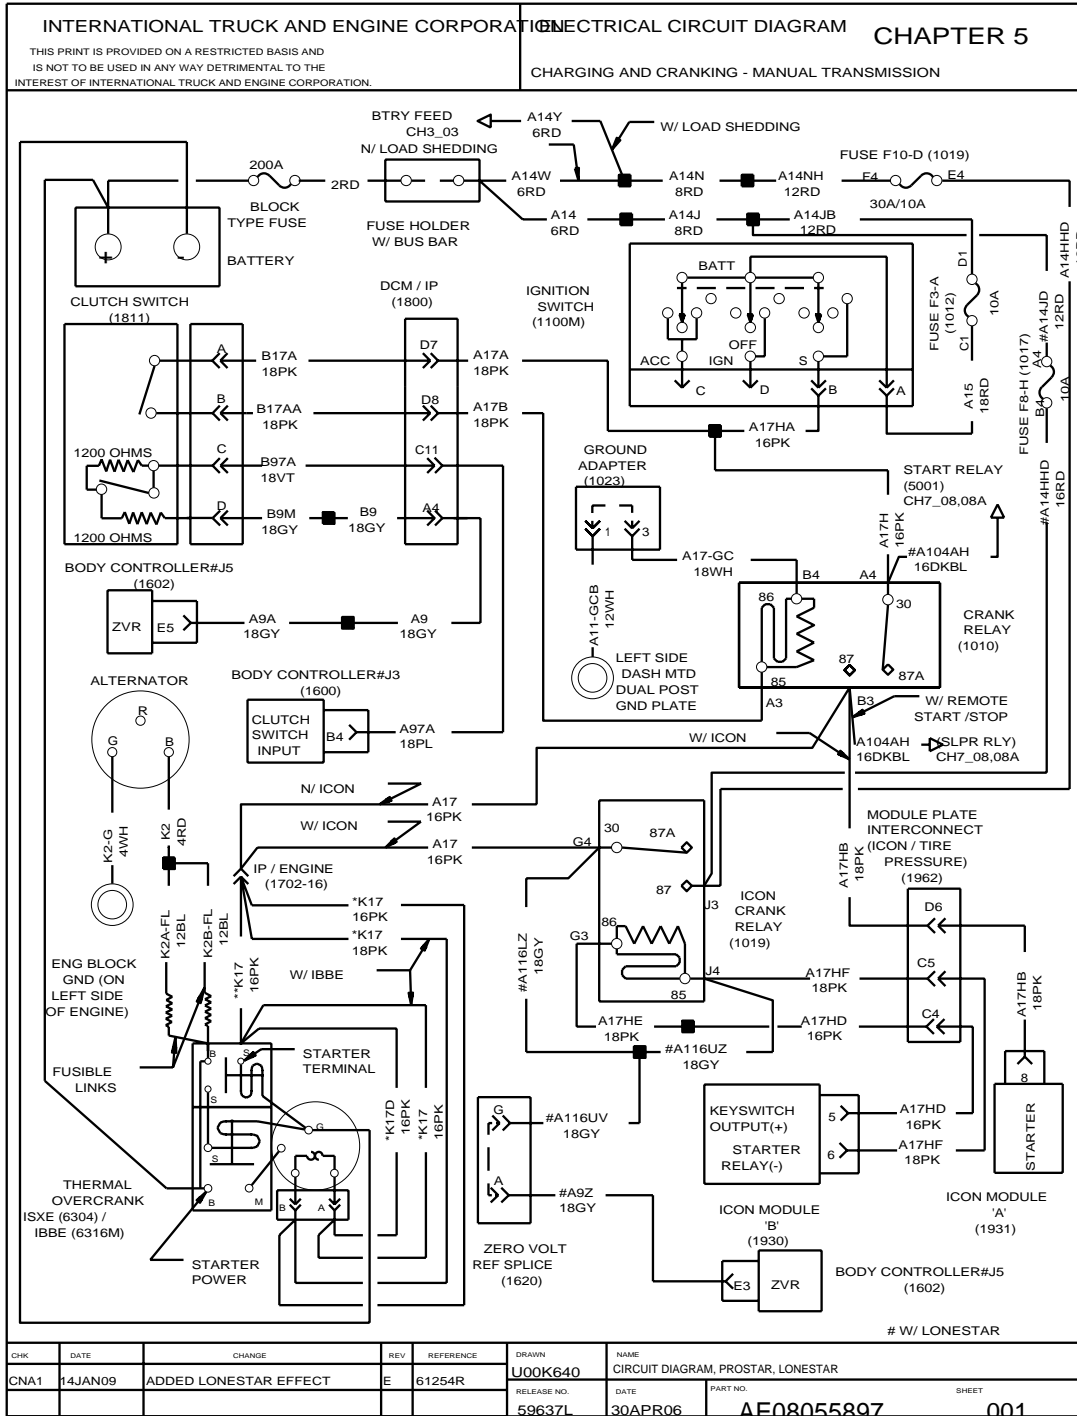 INTERNATIONAL TRUCK AND ENGINE CORPORATION
ELECTRICAL CIRCUIT DIAGRAM
CHAPTER 5
THIS PRINT IS PROVIDED ON A RESTRICTED BASIS AND
IS NOT TO BE USED IN ANY WAY DETRIMENTAL TO THE
INTEREST OF INTERNATIONAL TRUCK AND ENGINE CORPORATION.
CHARGING AND CRANKING - MANUAL TRANSMISSION
BTRY FEED
CH3_03
N/ LOAD SHEDDING
A14Y
6RD
W/ LOAD SHEDDING
FUSE F10-D (1019)
200A
2RD
BLOCK
TYPE FUSE
A14W
6RD
A14N
8RD
A14NH
12RD
E4
E4
30A/10A
FUSE HOLDER
W/ BUS BAR
A14
6RD
A14J
8RD
A14JB
12RD
A14HHD
+
-
BATTERY
BATT
D1
FUSE F3-A
(1012)
10A
C1
#A14JD
12RD
CLUTCH SWITCH
(1811)
DCM / IP
(1800)
IGNITION
SWITCH
(1100M)
OFF
ACC
IGN
S
C
D
B
A
A15
18RD
FUSE F8-H (1017)
A4
B4
10A
A
B17A
18PK
D7
A17A
18PK
B
B17AA
18PK
D8
A17B
18PK
A17HA
16PK
1200 OHMS
C
B97A
18VT
C11
GROUND
ADAPTER
(1023)
START RELAY
(5001)
CH7_08,08A
#A14HHD
16RD
D
B9M
18GY
B9
18GY
A4
1200 OHMS
1
3
A17H
16PK
#A104AH
16DKBL
A17-GC
18WH
BODY CONTROLLER#J5
(1602)
B4
A4
ZVR
E5
A9A
18GY
A9
18GY
A11-GCB
12WH
86
30
CRANK
RELAY
(1010)
LEFT SIDE
DASH MTD
DUAL POST
GND PLATE
87
87A
85
A3
B3
ALTERNATOR
BODY CONTROLLER#J3
(1600)
W/ REMOTE
START /STOP
R
G
B
CLUTCH
SWITCH
INPUT
B4
A97A
18PL
W/ ICON
A104AH
16DKBL
(SLPR RLY)
CH7_08,08A
N/ ICON
A17
16PK
W/ ICON
A17
16PK
K2-G
4WH
K2
4RD
G4
30
87A
MODULE PLATE
INTERCONNECT
(ICON / TIRE
PRESSURE)
(1962)
A17HB
18PK
IP / ENGINE
(1702-16)
87
J3
ICON
CRANK
RELAY
(1019)
*K17
16PK
*K17
18PK
D6
K2A-FL
12BL
K2B-FL
12BL
86
G3
ENG BLOCK
GND (ON
LEFT SIDE
OF ENGINE)
**K17
16PK
W/ IBBE
#A116LZ
18GY
85
J4
A17HF
18PK
C5
A17HB
18PK
A17HE
18PK
A17HD
16PK
C4
#A116UZ
18GY
B
S
STARTER
TERMINAL
FUSIBLE
LINKS
S
8
STARTER
*K17D
16PK
*K17
16PK
G
#A116UV
18GY
KEYSWITCH
OUTPUT(+)
STARTER
RELAY(-)
5
A17HD
16PK
6
A17HF
18PK
G
S
A
#A9Z
18GY
THERMAL
OVERCRANK
ISXE (6304) /
IBBE (6316M)
B
M
B
A
ICON MODULE
'B'
(1930)
ICON MODULE
'A'
(1931)
STARTER
POWER
ZERO VOLT
REF SPLICE
(1620)
E3
ZVR
BODY CONTROLLER#J5
(1602)
# W/ LONESTAR
CHK
DATE
CHANGE
REV
REFERENCE
DRAWN
NAME
CNA1
14JAN09
ADDED LONESTAR EFFECT
E
61254R
U00K640
CIRCUIT DIAGRAM, PROSTAR, LONESTAR
RELEASE NO.
DATE
PART NO.
SHEET
59637L
30APR06
AE08055897
001